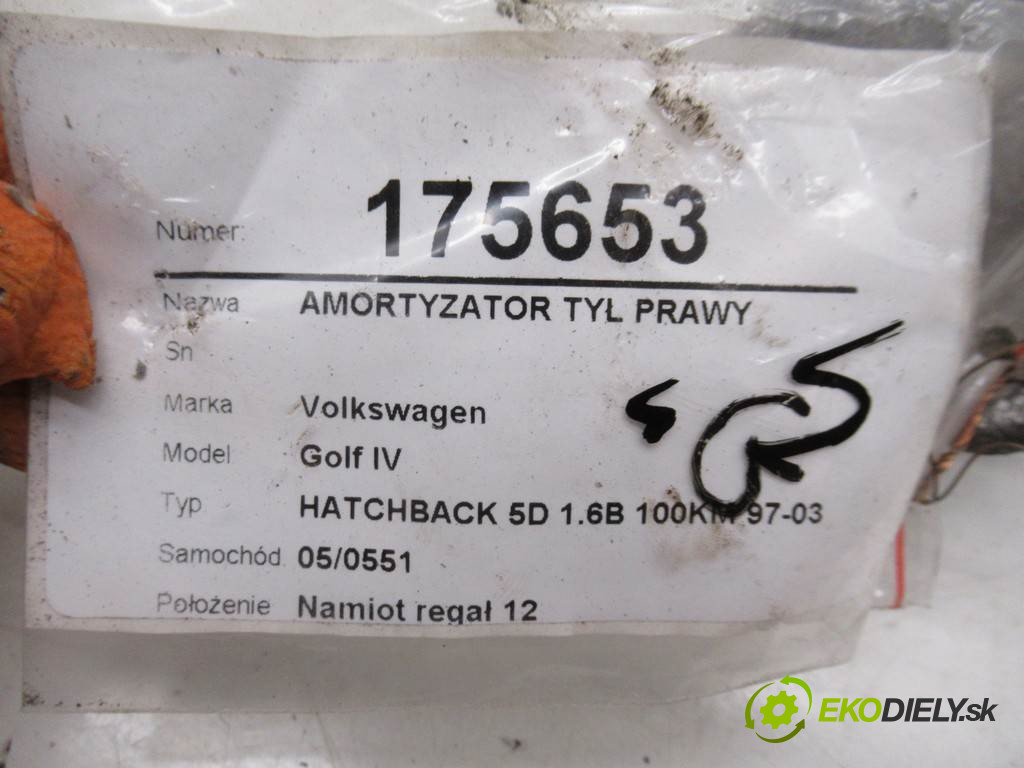 Numer: 175653
Nazwa AMORTYZATOR TYŁ PRAWY
Sn
Marka Volkswagen
Model Golf IV
Typ HATCHBACK 5D 1.6B 100KM 97-03
Samochód 05/0551
Położenie Namiot regał 12
EKODIELY.sk